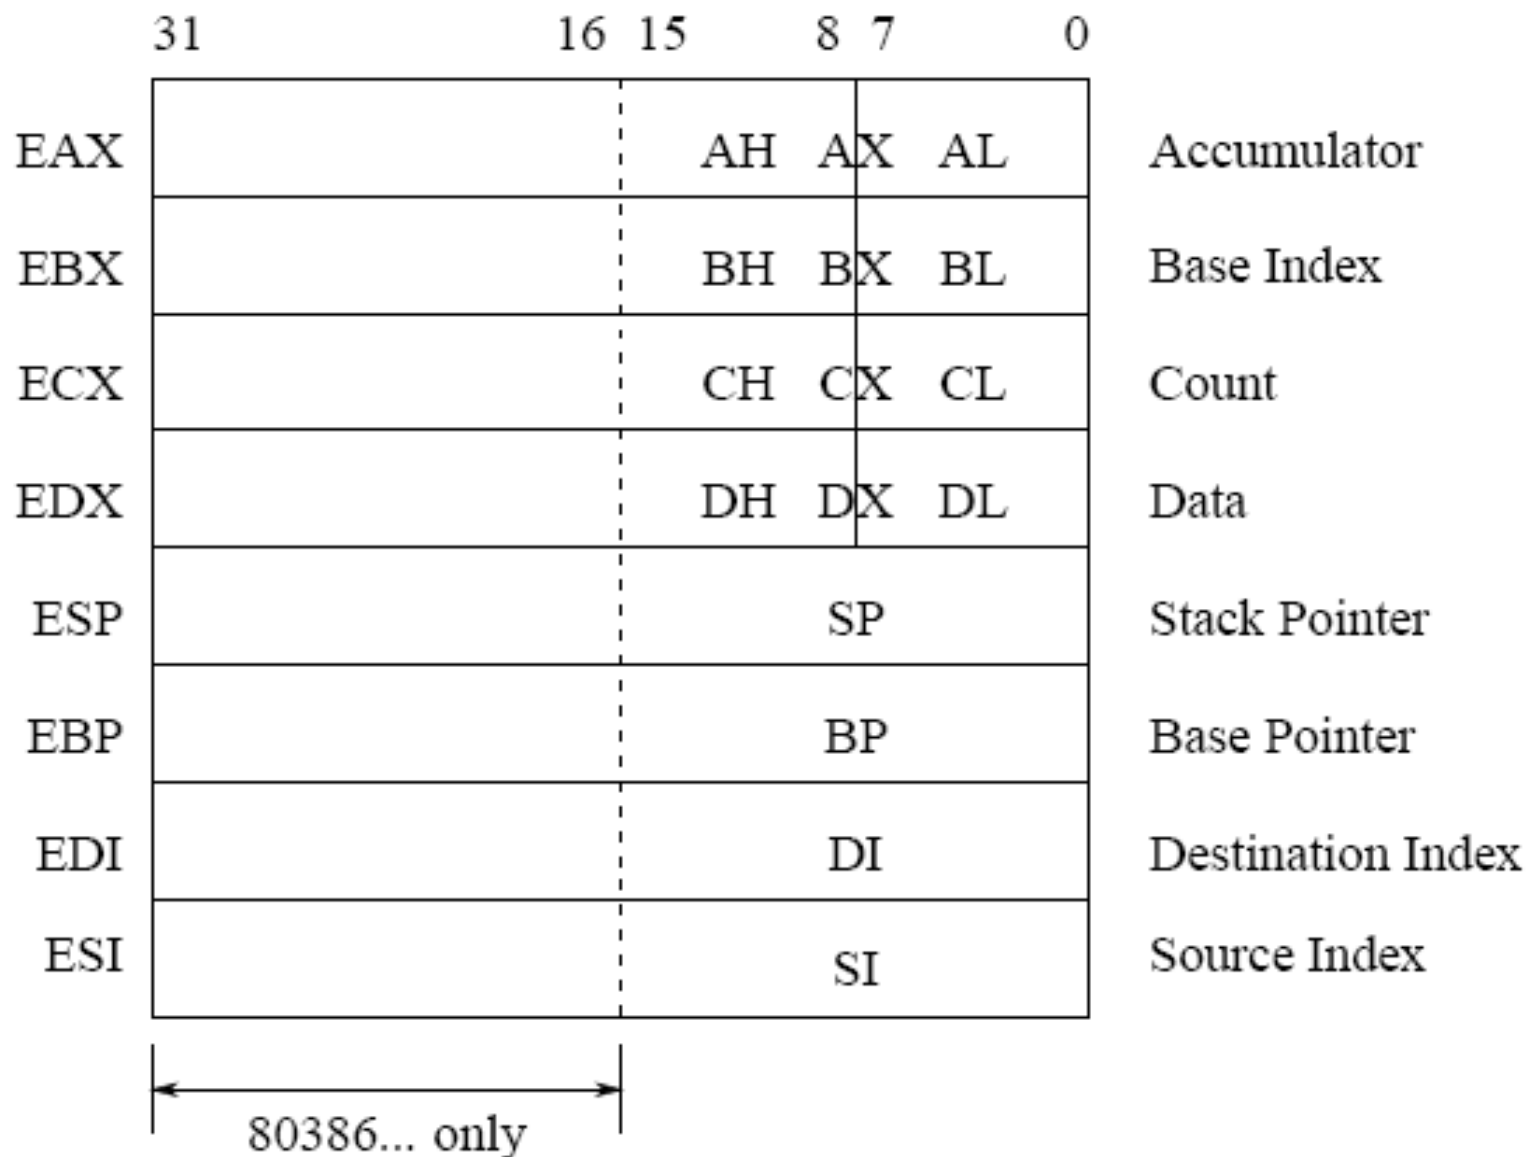 31 16 15 8 7 0
EAX AH AX AL Accumulator
EBX BH BX BL Base Index
ECX CH CX CL Count
EDX DH DX DL Data
ESP SP Stack Pointer
EBP BP Base Pointer
EDI DI Destination Index
ESI SI Source Index
80386... only